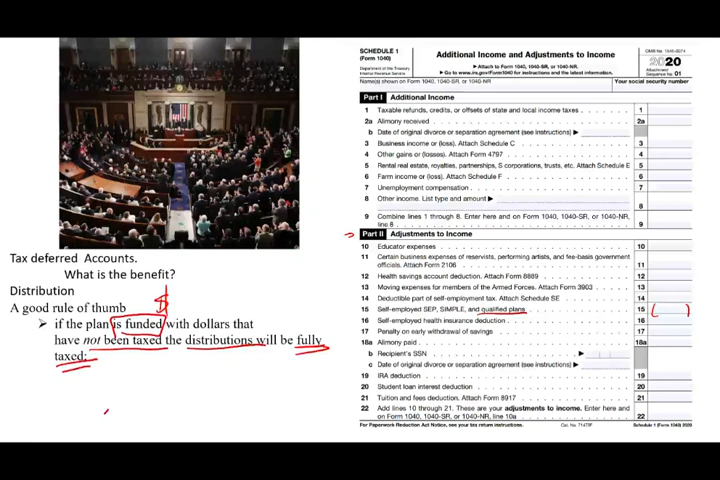 Tax deferred Accounts.
What is the benefit?
Distribution
A good rule of thumb
$
➢ if the plan is funded with dollars that
have not been taxed the distributions will be fully
taxed;
SCHEDULE 1
(Form 1040)
Department of the Treasury
Internal Revenue Service
Additional Income and Adjustments to Income
▶ Attach to Form 1040, 1040-SR, or 1040-NR.
▶ Go to www.irs.gov/Form1040 for instructions and the latest information.
OMB No. 1545-0074
2020
Attachment
Sequence No. 01
Name(s) shown on Form 1040, 1040-SR, or 1040-NR
Your social security number
Part I Additional Income
1 Taxable refunds, credits, or offsets of state and local income taxes 1
2a Alimony received 2a
b Date of original divorce or separation agreement (see instructions) ▶
3 Business income or (loss). Attach Schedule C 3
4 Other gains or (losses). Attach Form 4797 4
5 Rental real estate, royalties, partnerships, S corporations, trusts, etc. Attach Schedule E 5
6 Farm income or (loss). Attach Schedule F 6
7 Unemployment compensation 7
8 Other income. List type and amount ▶
8
9 Combine lines 1 through 8. Enter here and on Form 1040, 1040-SR, or 1040-NR,
line 8 9
Part II Adjustments to Income
10 Educator expenses 10
11 Certain business expenses of reservists, performing artists, and fee-basis government
officials. Attach Form 2106 11
12 Health savings account deduction. Attach Form 8889 12
13 Moving expenses for members of the Armed Forces. Attach Form 3903 13
14 Deductible part of self-employment tax. Attach Schedule SE 14
15 Self-employed SEP, SIMPLE, and qualified plans 15 ( )
16 Self-employed health insurance deduction 16
17 Penalty on early withdrawal of savings 17
18a Alimony paid 18a
b Recipient's SSN ▶
c Date of original divorce or separation agreement (see instructions) ▶
19 IRA deduction 19
20 Student loan interest deduction 20
21 Tuition and fees deduction. Attach Form 8917 21
22 Add lines 10 through 21. These are your adjustments to income. Enter here and
on Form 1040, 1040-SR, or 1040-NR, line 10a 22
For Paperwork Reduction Act Notice, see your tax return instructions.
Cat. No. 71479F
Schedule 1 (Form 1040) 2020